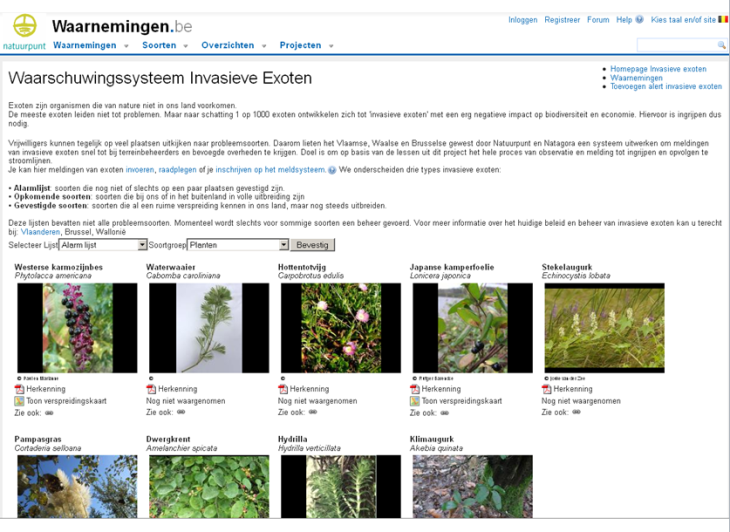 Waarnemingen.be
Inloggen Registreer Forum Help Kies taal en/of site
natuurpunt Waarnemingen Soorten Overzichten Projecten
Waarschuwingssysteem Invasieve Exoten
• Homepage Invasieve exoten
• Waarnemingen
• Toevoegen alert invasieve exoten
Exoten zijn organismen die van nature niet in ons land voorkomen.
De meeste exoten leiden niet tot problemen. Maar naar schatting 1 op 1000 exoten ontwikkelen zich tot 'invasieve exoten' met een erg negatieve impact op biodiversiteit en economie. Hiervoor is ingrijpen dus
nodig.
Vrijwilligers kunnen tegelijk op veel plaatsen uitkijken naar probleemsoorten. Daarom lieten het Vlaamse, Waalse en Brusselse gewest door Natuurpunt en Natagora een systeem uitwerken om meldingen
van invasieve exoten snel tot bij terreinbeheerders en bevoegde overheden te krijgen. Doel is om op basis van de lessen uit dit project het hele proces van observatie en melding tot ingrijpen en opvolgen te
stroomlijnen.
Je kan hier meldingen van exoten invoeren, raadplegen of je inschrijven op het meldsysteem. We onderscheiden drie types invasieve exoten:
• Alarmlijst: soorten die nog niet of slechts op een paar plaatsen gevestigd zijn.
• Opkomende soorten: soorten die bij ons of in het buitenland in volle uitbreiding zijn
• Gevestigde soorten: soorten die al een ruime verspreiding kennen in ons land, maar nog steeds uitbreiden.
Deze lijsten bevatten niet alle probleemsoorten. Momenteel wordt slechts voor sommige soorten een beheer gevoerd. Voor meer informatie over het huidige beleid en beheer van invasieve exoten kan u terecht
bij: Vlaanderen, Brussel, Wallonië
Selecteer Lijst Alarm lijst Soortgroep Planten Bevestig
Westerse karmozijnbes Waterwaaier Hottentotvijg Japanse kamperfoelie Stekelaugurk
Phytolacca americana Cabomba caroliniana Carpobrotus edulis Lonicera japonica Echinocystis lobata
© © © © ©
Herkenning Herkenning Herkenning Herkenning Herkenning
Toon verspreidingskaart Nog niet waargenomen Nog niet waargenomen Toon verspreidingskaart Nog niet waargenomen
Zie ook: Zie ook: Zie ook: Zie ook: Zie ook:
Pampasgras Dwergkrent Hydrilla Klimaugurk
Cortaderia selloana Amelanchier spicata Hydrilla verticillata Akebia quinata